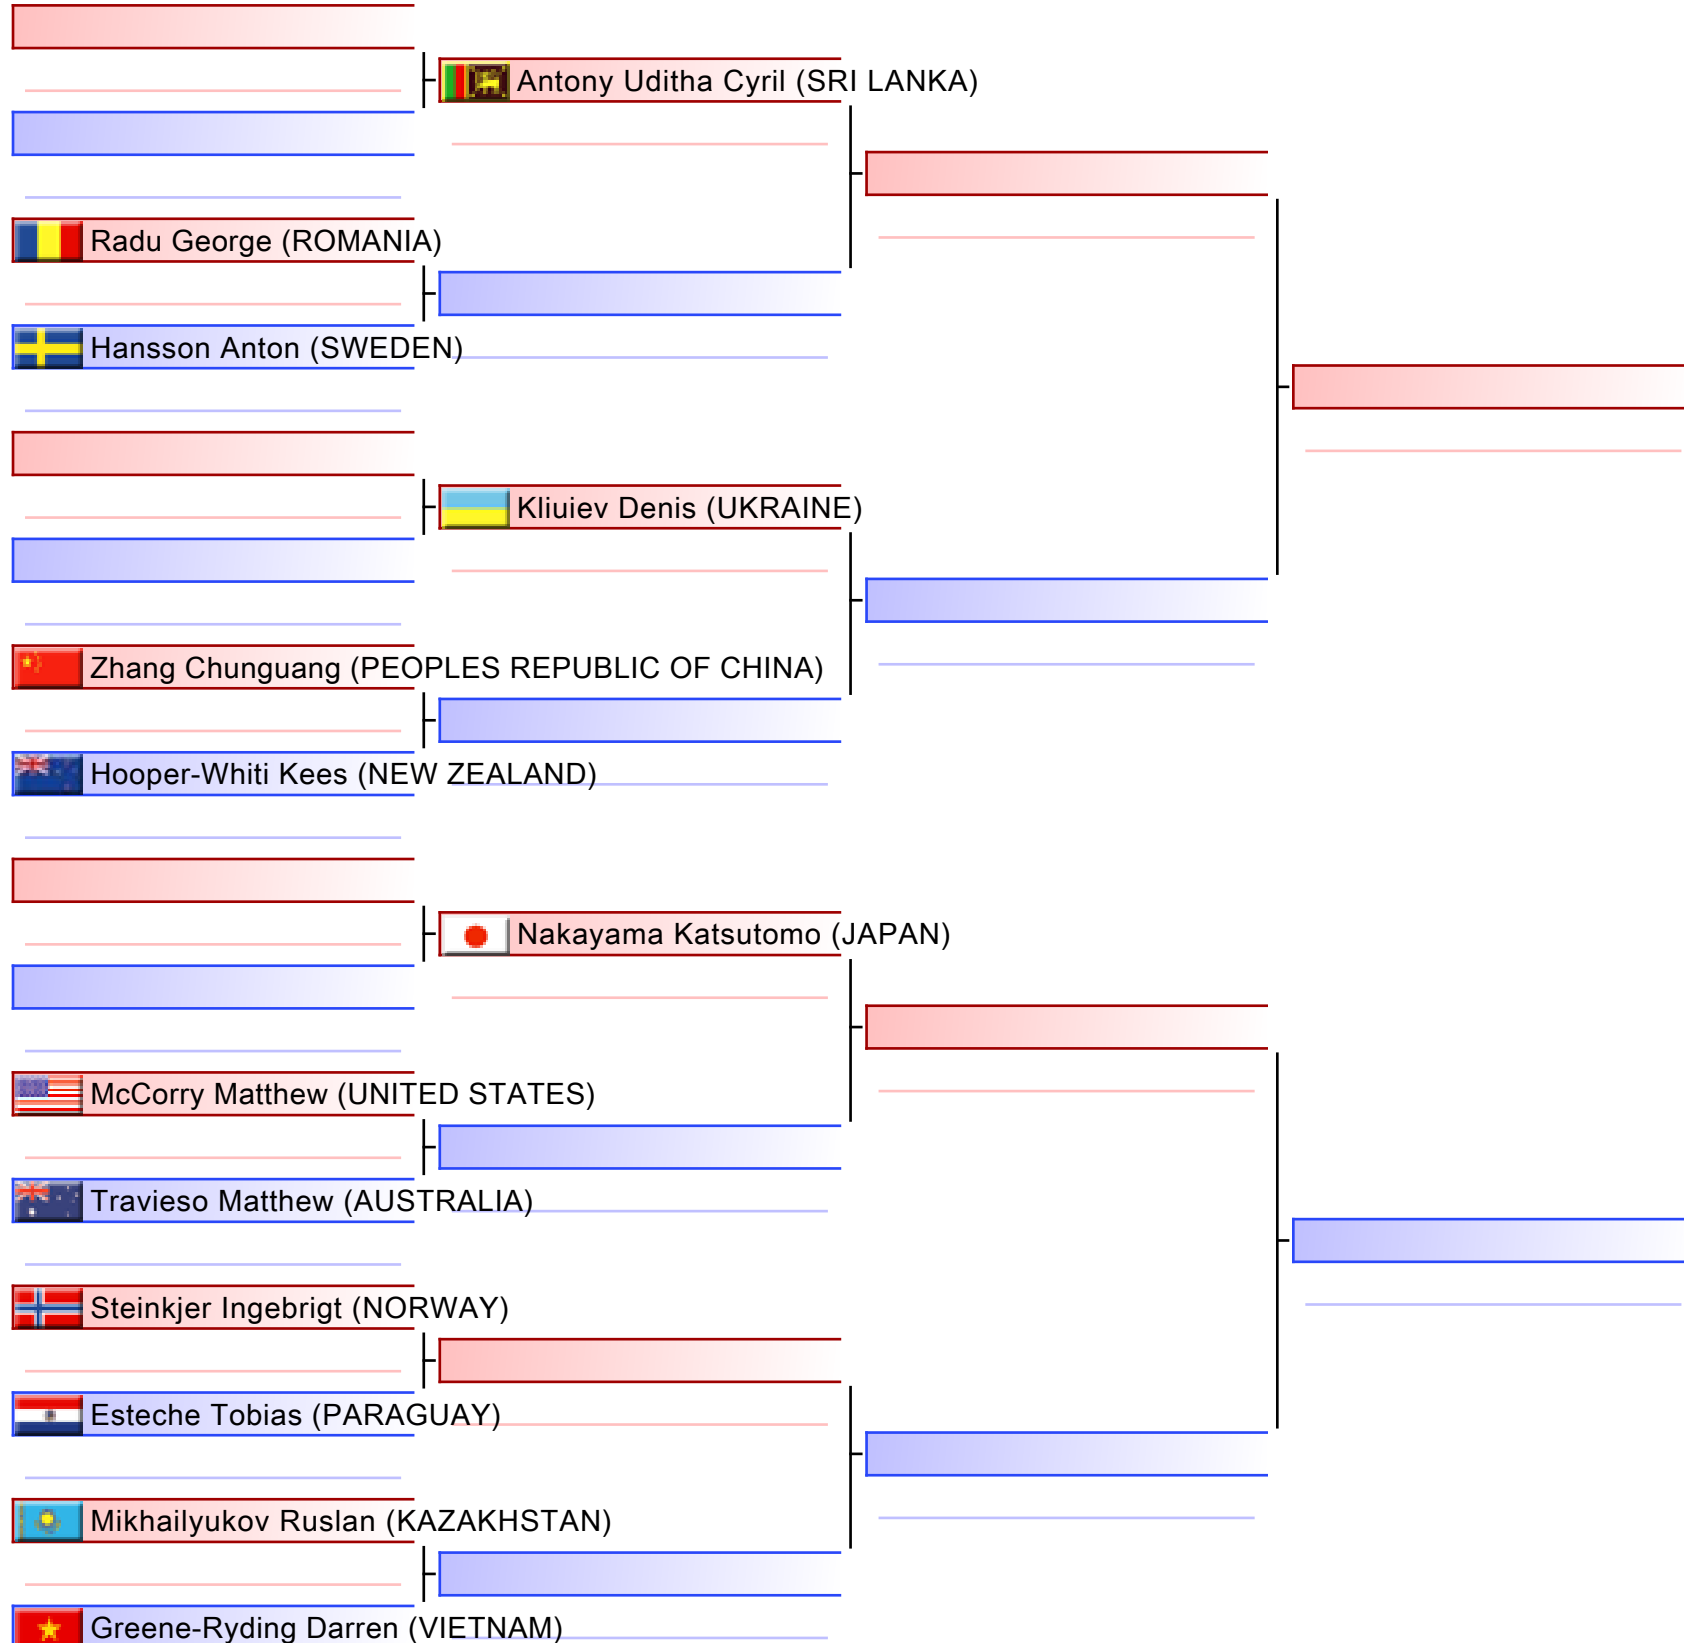 Antony Uditha Cyril (SRI LANKA)
Radu George (ROMANIA)
Hansson Anton (SWEDEN)
Kliuiev Denis (UKRAINE)
Zhang Chunguang (PEOPLES REPUBLIC OF CHINA)
Hooper-Whiti Kees (NEW ZEALAND)
Nakayama Katsutomo (JAPAN)
McCorry Matthew (UNITED STATES)
Travieso Matthew (AUSTRALIA)
Steinkjer Ingebrigt (NORWAY)
Esteche Tobias (PARAGUAY)
Mikhailyukov Ruslan (KAZAKHSTAN)
Greene-Ryding Darren (VIETNAM)